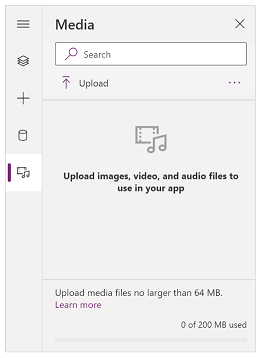 Media
Search
Upload
Upload images, video, and audio files to
use in your app
Upload media files no larger than 64 MB.
Learn more
0 of 200 MB used